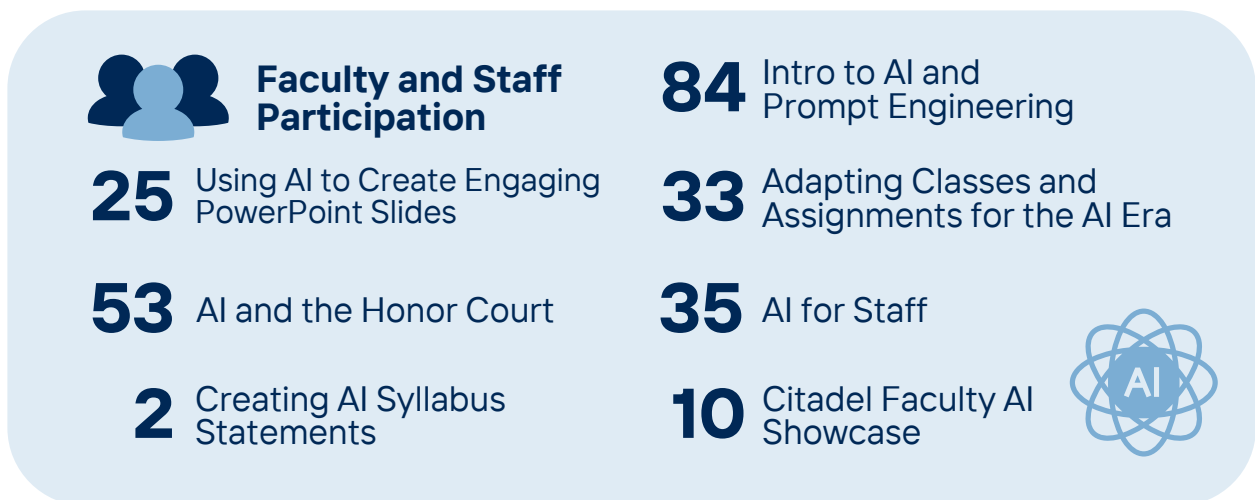 Faculty and Staff
Participation
25 Using AI to Create Engaging
PowerPoint Slides
53 AI and the Honor Court
2 Creating AI Syllabus
Statements
84 Intro to AI and
Prompt Engineering
33 Adapting Classes and
Assignments for the AI Era
35 AI for Staff
10 Citadel Faculty AI
Showcase
AI